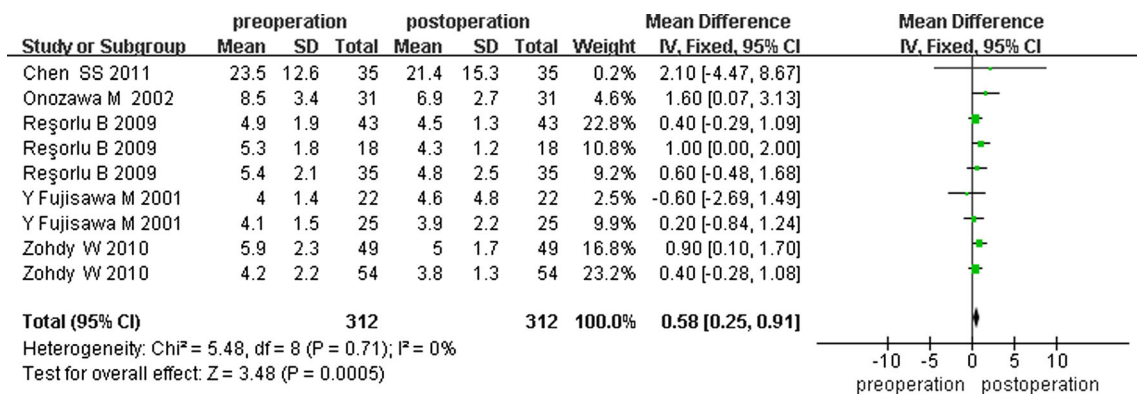 preoperation postoperation Mean Difference Mean Difference
Study or Subgroup Mean SD Total Mean SD Total Weight IV, Fixed, 95% CI IV, Fixed, 95% CI
Chen SS 2011 23.5 12.6 35 21.4 15.3 35 0.2% 2.10 [-4.47, 8.67]
Onozawa M 2002 8.5 3.4 31 6.9 2.7 31 4.6% 1.60 [0.07, 3.13]
Reşorlu B 2009 4.9 1.9 43 4.5 1.3 43 22.8% 0.40 [-0.29, 1.09]
Reşorlu B 2009 5.3 1.8 18 4.3 1.2 18 10.8% 1.00 [0.00, 2.00]
Reşorlu B 2009 5.4 2.1 35 4.8 2.5 35 9.2% 0.60 [-0.48, 1.68]
Y Fujisawa M 2001 4 1.4 22 4.6 4.8 22 2.5% -0.60 [-2.69, 1.49]
Y Fujisawa M 2001 4.1 1.5 25 3.9 2.2 25 9.9% 0.20 [-0.84, 1.24]
Zohdy W 2010 5.9 2.3 49 5 1.7 49 16.8% 0.90 [0.10, 1.70]
Zohdy W 2010 4.2 2.2 54 3.8 1.3 54 23.2% 0.40 [-0.28, 1.08]
Total (95% CI) 312 312 100.0% 0.58 [0.25, 0.91]
Heterogeneity: Chi² = 5.48, df = 8 (P = 0.71); I² = 0%
Test for overall effect: Z = 3.48 (P = 0.0005)
-10 -5 0 5 10
preoperation postoperation